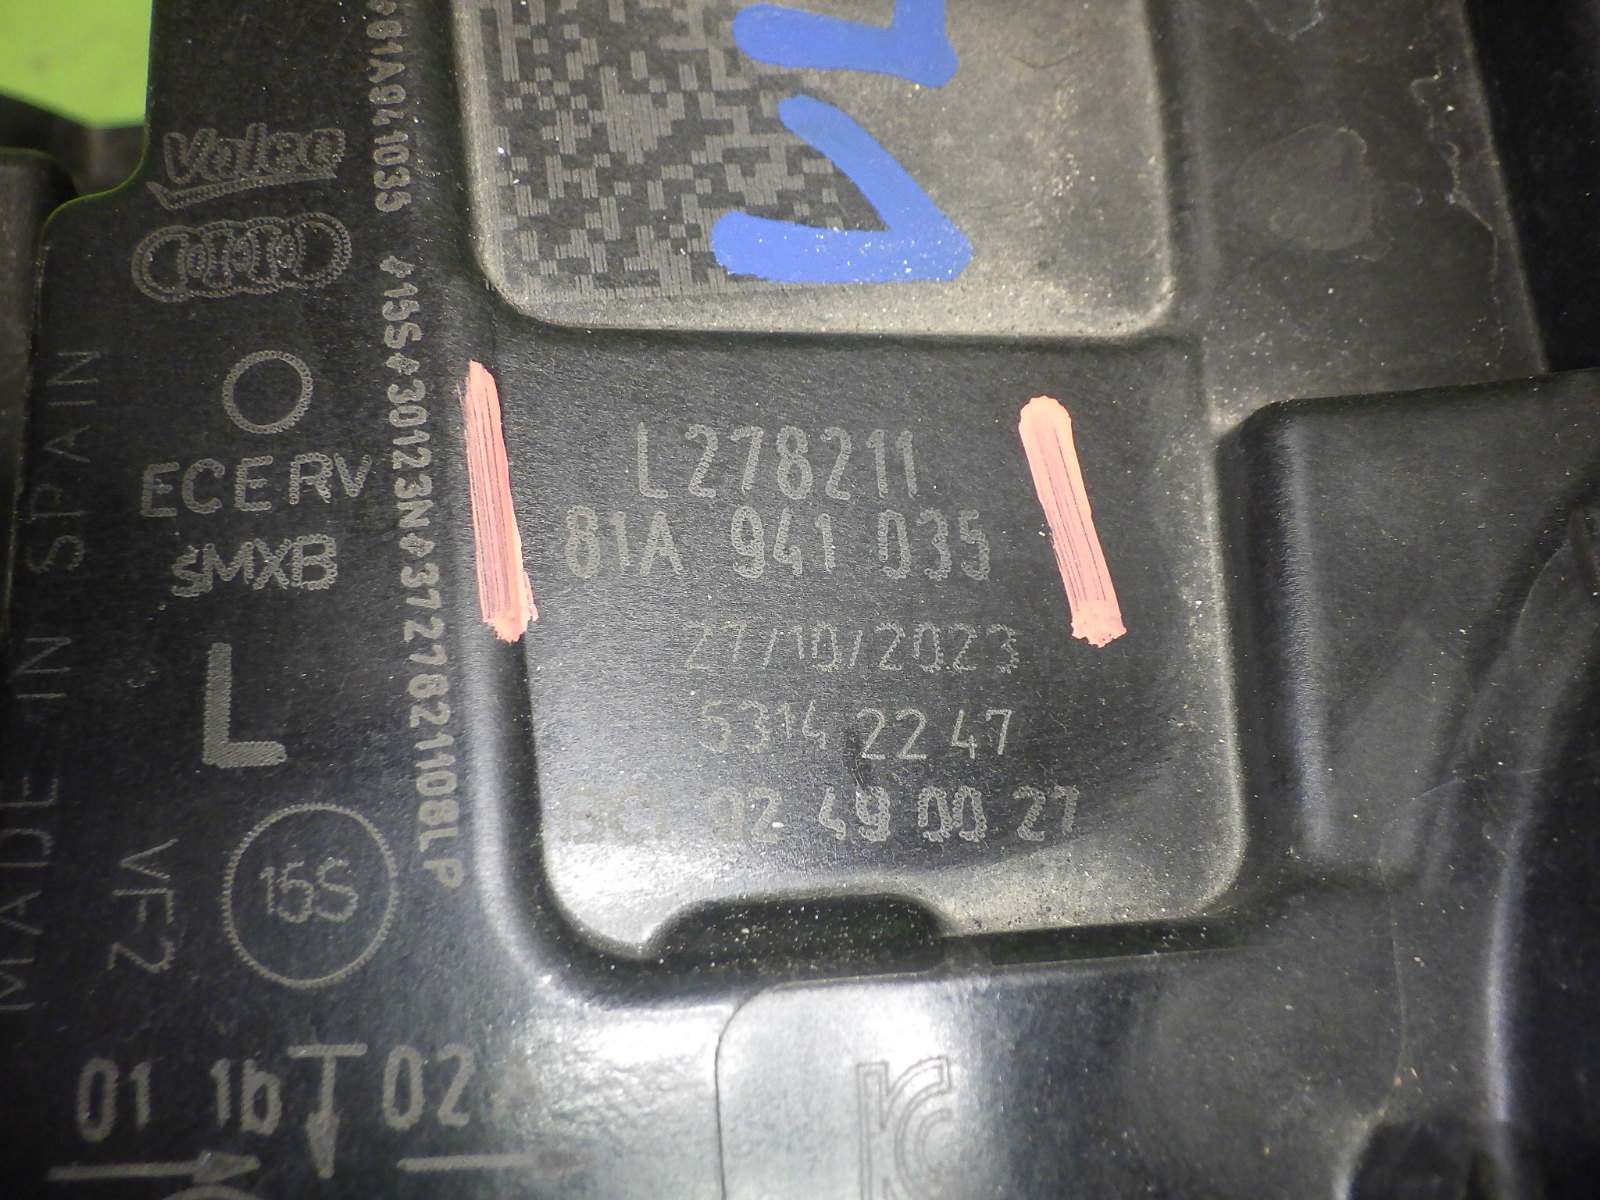 Valeo
81A941035 ◇15S◇30123N◇3727821108LP
ECE RV
SMXB
L
15S
VF2
MADE IN SPAIN
L278211
81A 941 035
27/10/2023
5314 22 47
02 49 00 27
01 1b 02